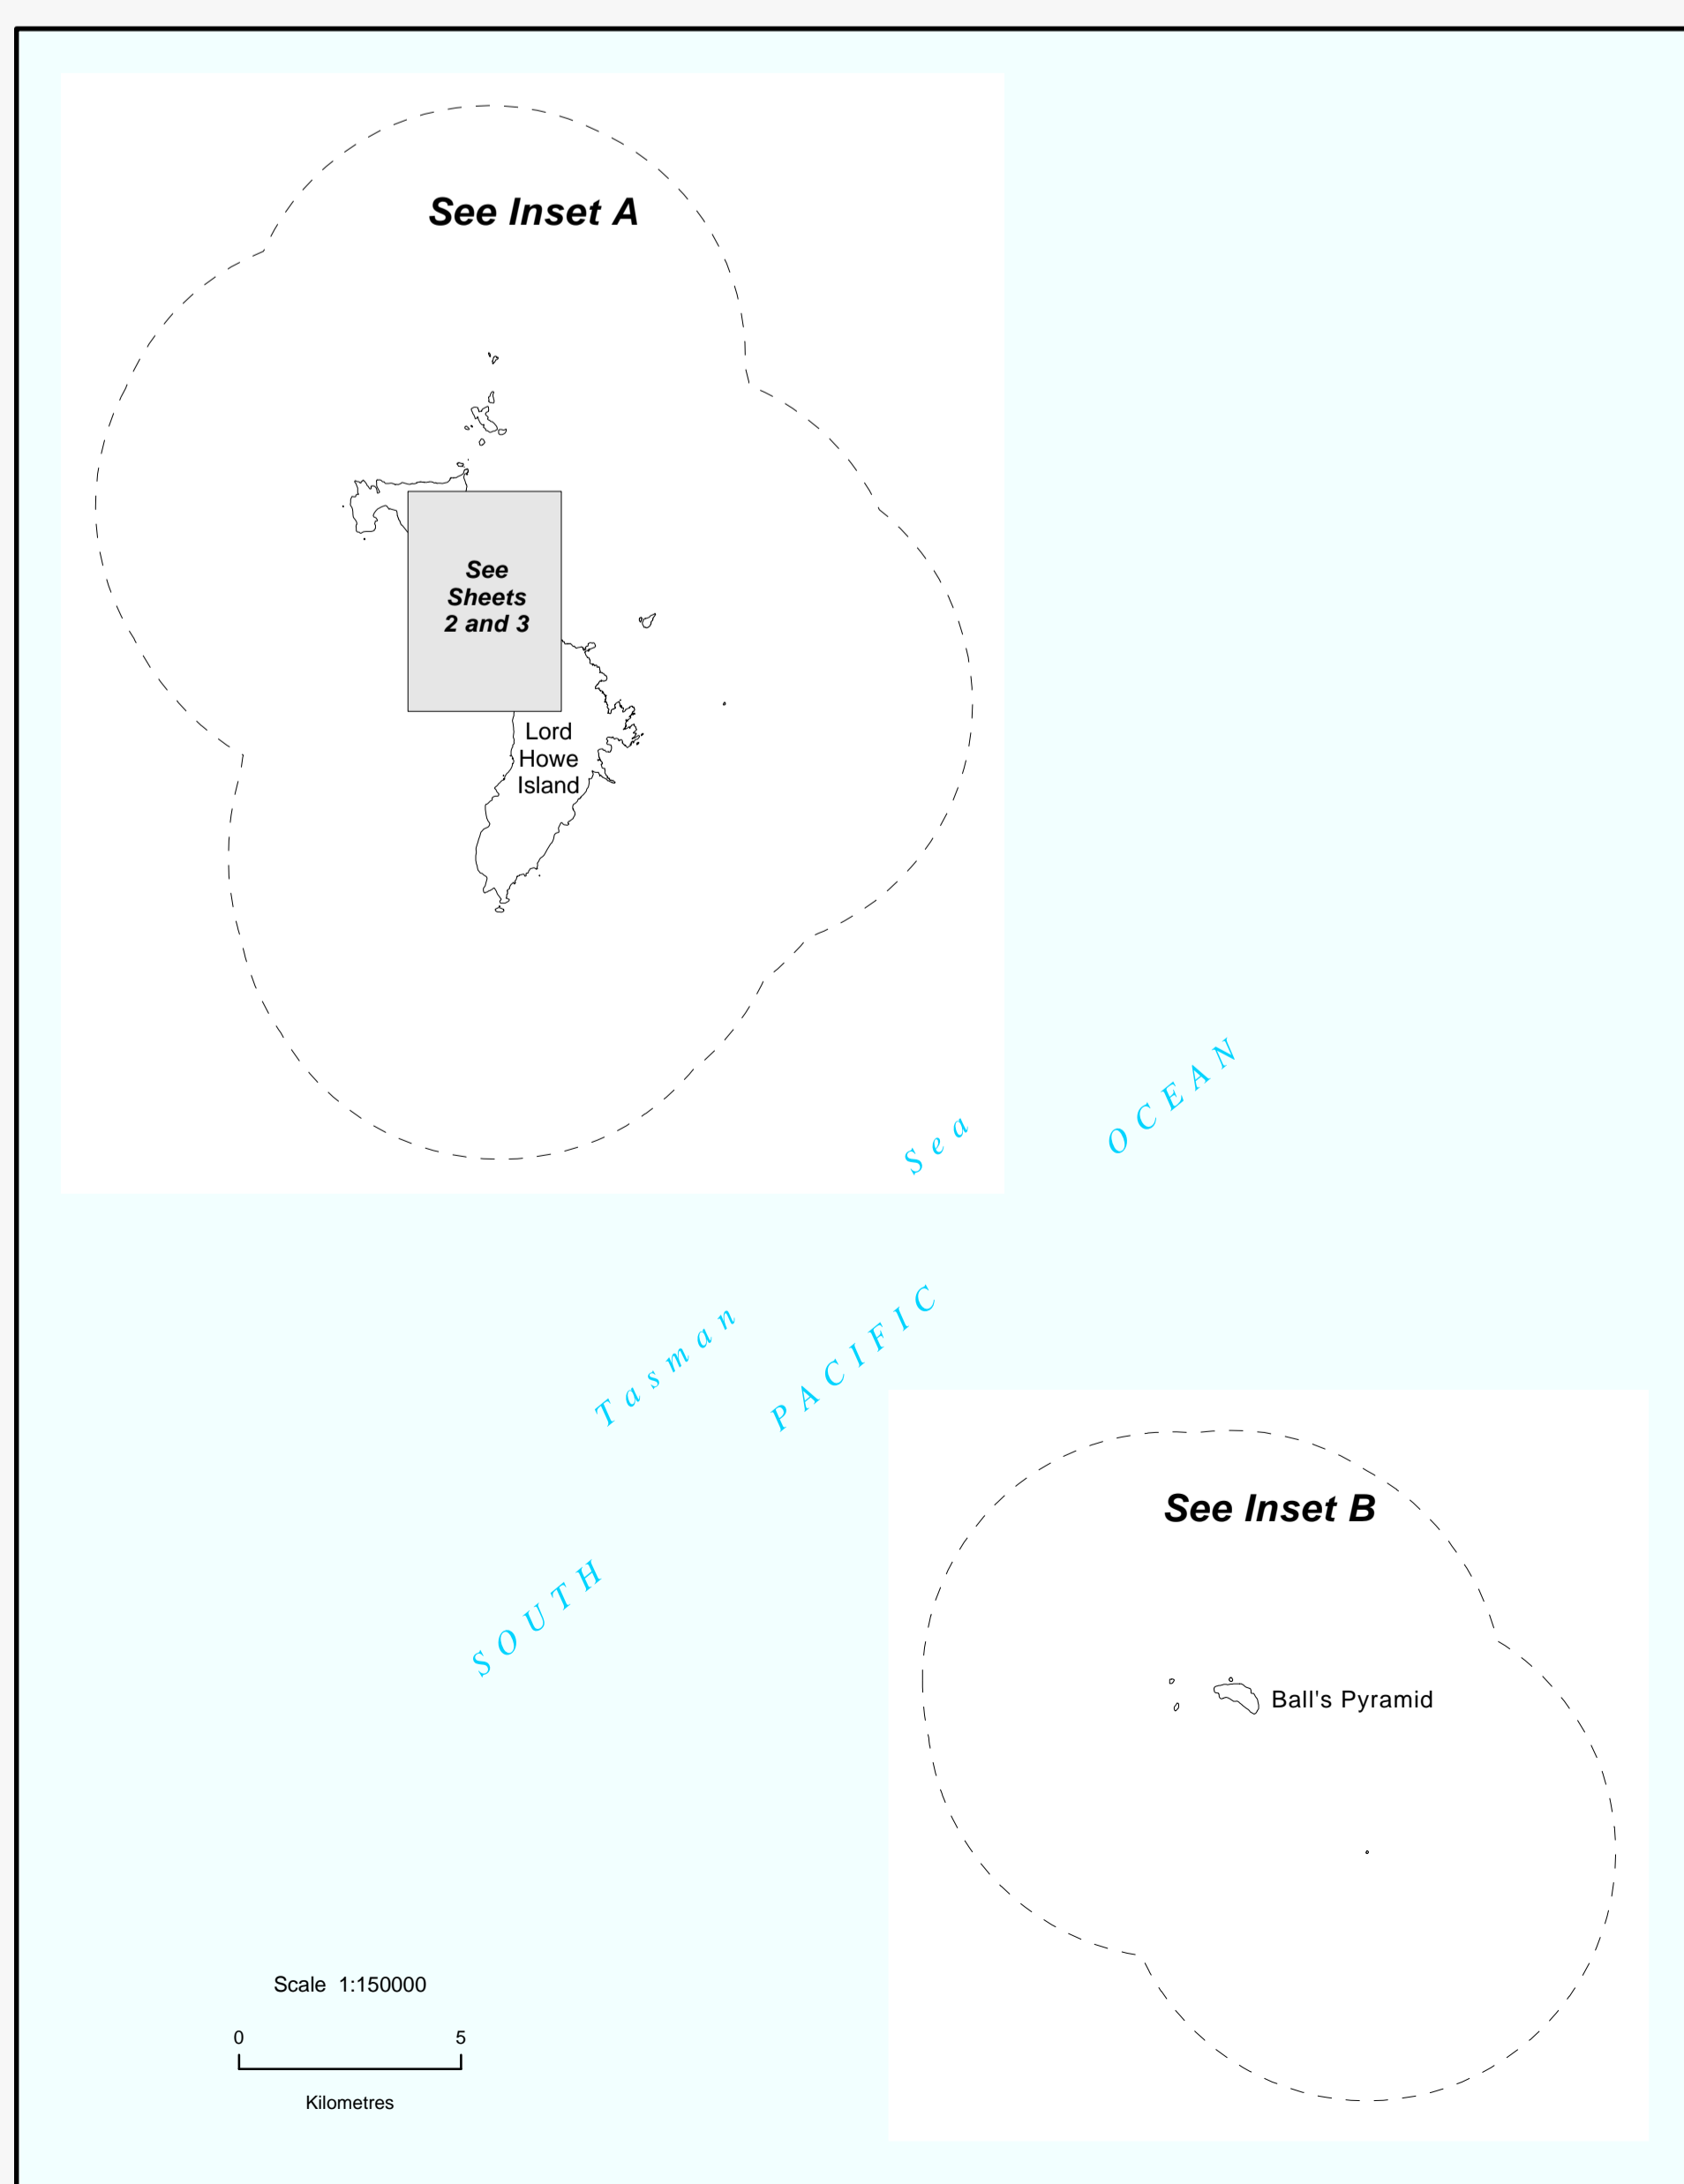 See Inset A
See
Sheets
2 and 3
Lord
Howe
Island
Tasman Sea
SOUTH PACIFIC OCEAN
See Inset B
Ball's Pyramid
Scale 1:150000
0 5
Kilometres